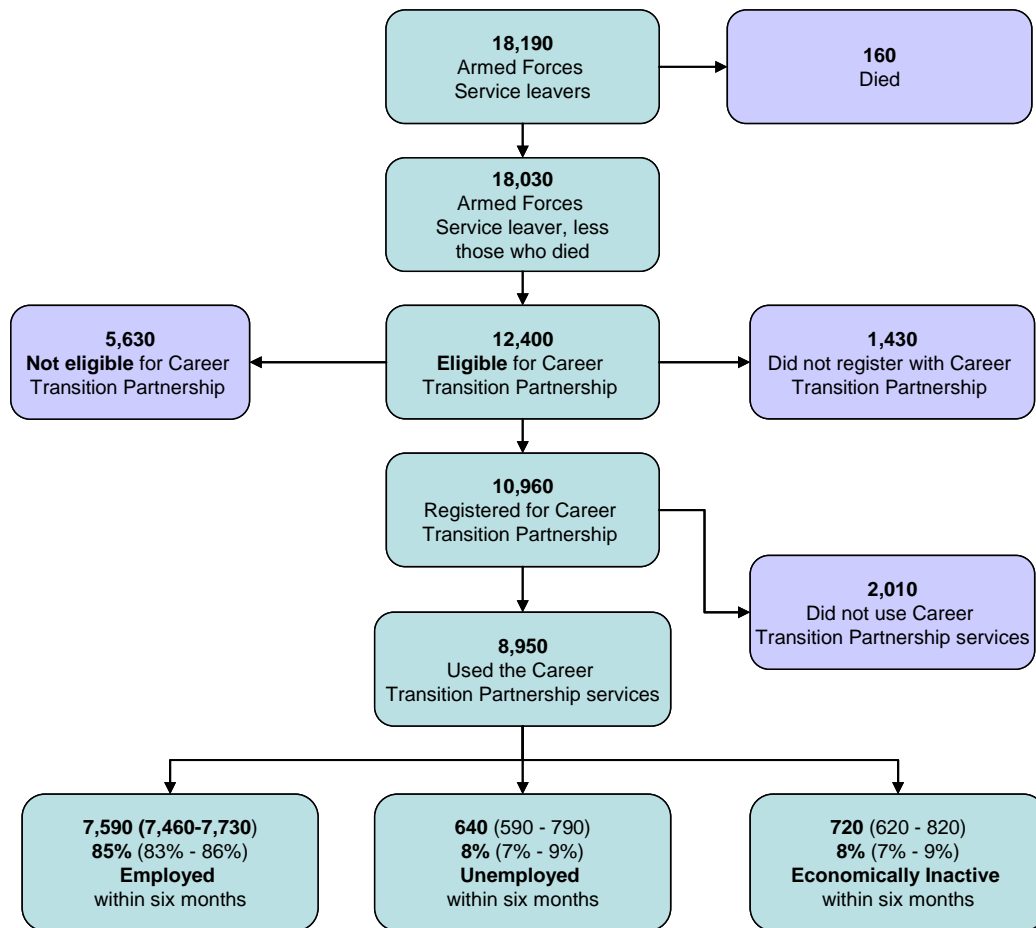 18,190
Armed Forces
Service leavers
160
Died
18,030
Armed Forces
Service leaver, less
those who died
5,630
Not eligible for Career
Transition Partnership
12,400
Eligible for Career
Transition Partnership
1,430
Did not register with Career
Transition Partnership
10,960
Registered for Career
Transition Partnership
2,010
Did not use Career
Transition Partnership services
8,950
Used the Career
Transition Partnership services
7,590 (7,460-7,730)
85% (83% - 86%)
Employed
within six months
640 (590 - 790)
8% (7% - 9%)
Unemployed
within six months
720 (620 - 820)
8% (7% - 9%)
Economically Inactive
within six months